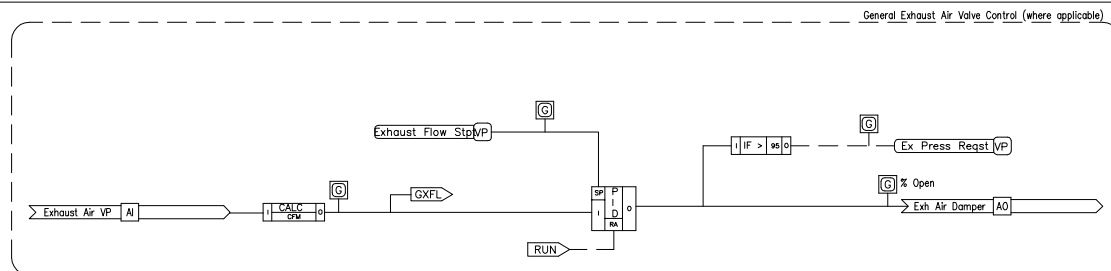 General Exhaust Air Valve Control (where applicable)
G
Exhaust Flow Stpt VP
G
I IF > 95 O
Ex Press Reqst VP
G
G % Open
SP P I D
GXFL
Exhaust Air VP AI
I CALC CFM O
I O
Exh Air Damper AO
RA
RUN